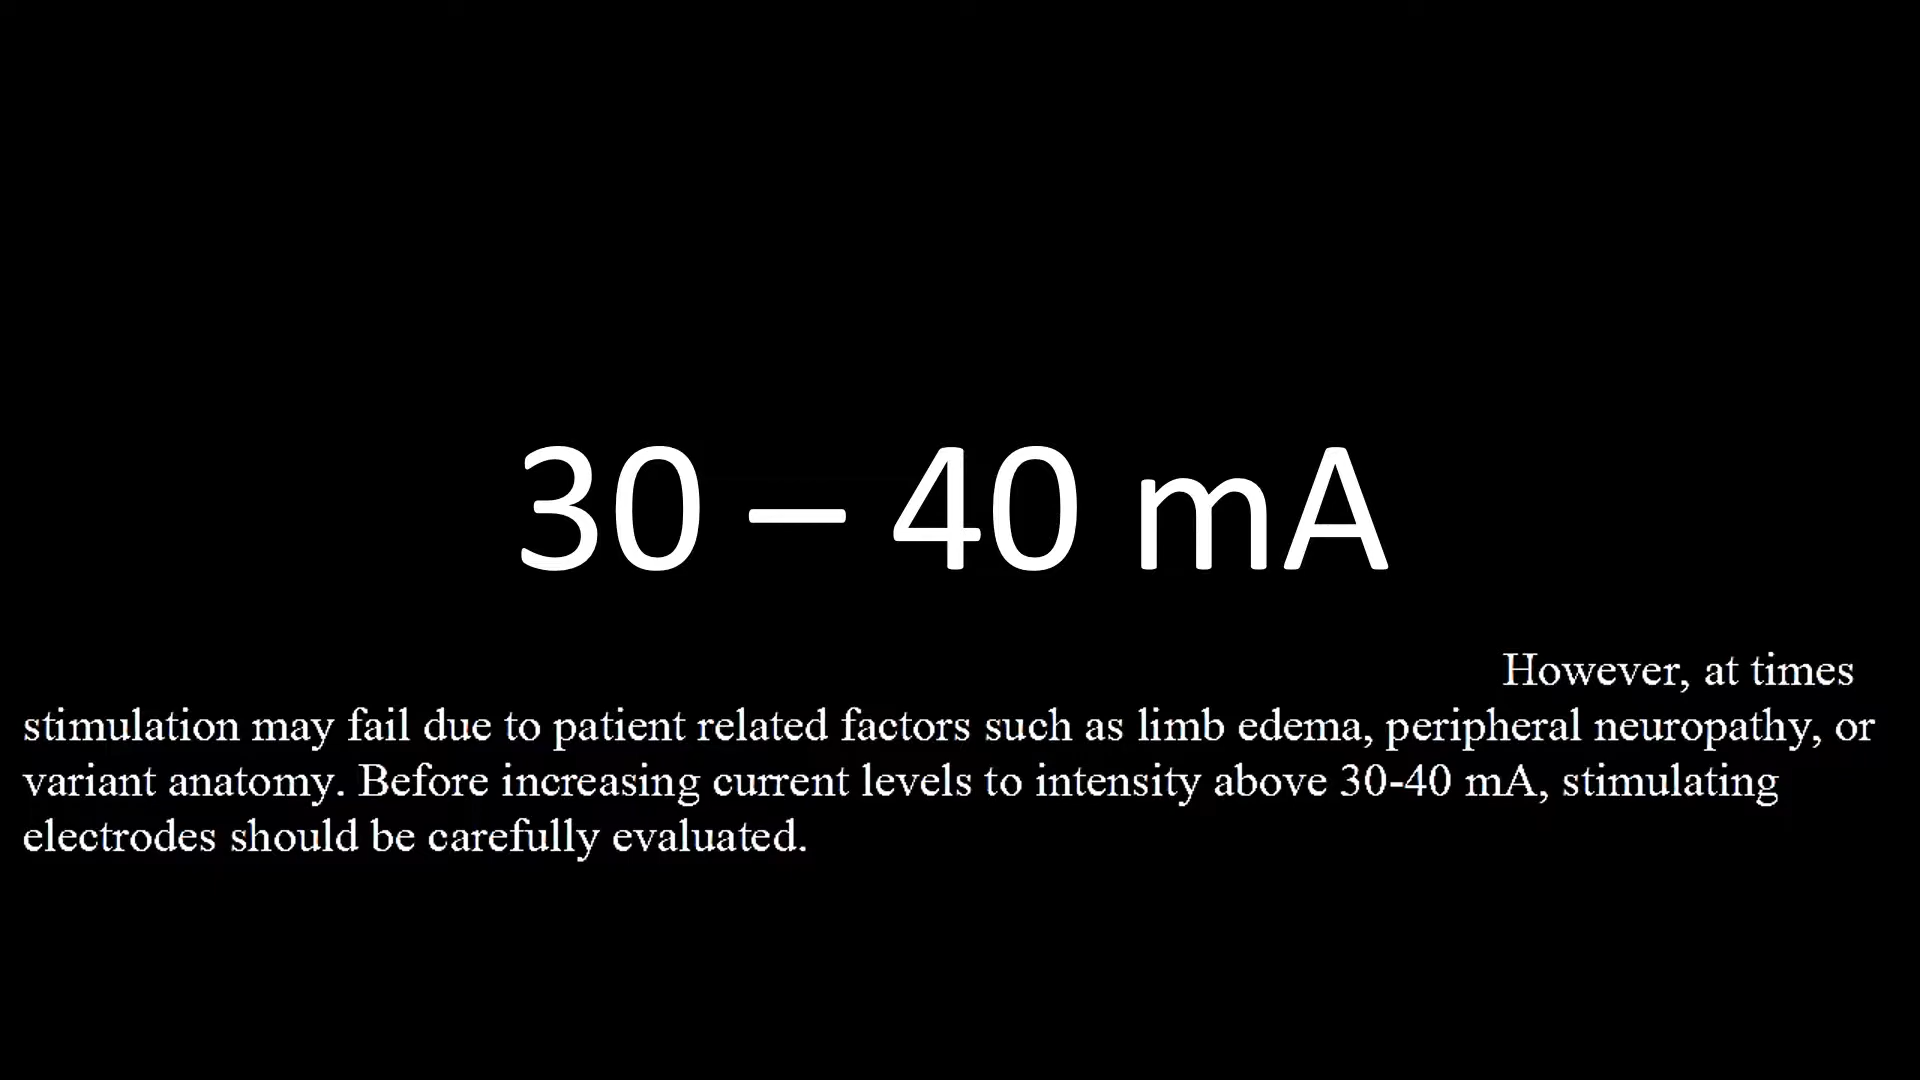 30 – 40 mA
However, at times
stimulation may fail due to patient related factors such as limb edema, peripheral neuropathy, or
variant anatomy. Before increasing current levels to intensity above 30-40 mA, stimulating
electrodes should be carefully evaluated.